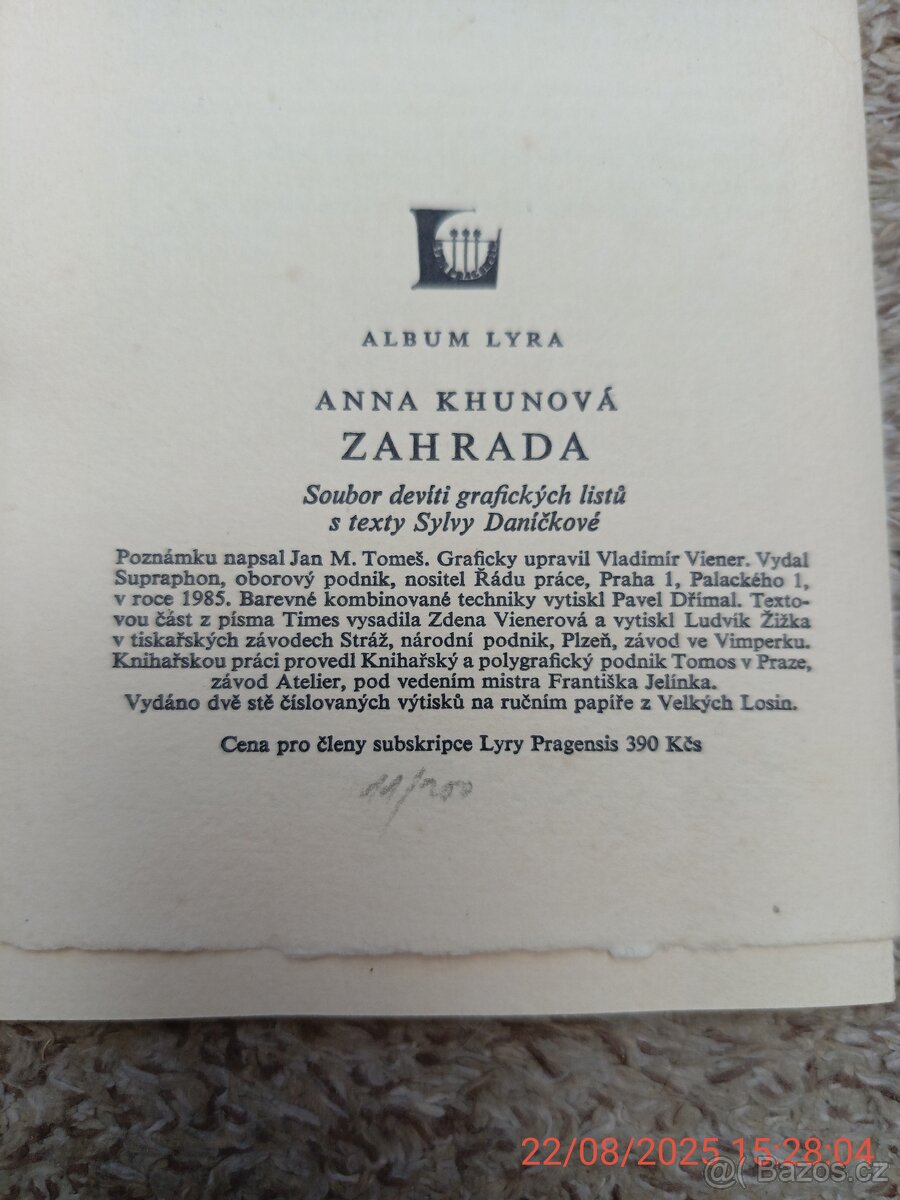 ALBUM LYRA
ANNA KHUNOVÁ
ZAHRADA
Soubor devíti grafických listů
s texty Sylvy Daníčkové
Poznámku napsal Jan M. Tomeš. Graficky upravil Vladimír Viener. Vydal
Supraphon, oborový podnik, nositel Řádu práce, Praha 1, Palackého 1,
v roce 1985. Barevné kombinované techniky vytiskl Pavel Dřímal. Texto-
vou část z písma Times vysadila Zdena Vienerová a vytiskl Ludvík Žižka
v tiskařských závodech Stráž, národní podnik, Plzeň, závod ve Vimperku.
Knihařskou práci provedl Knihařský a polygrafický podnik Tomos v Praze,
závod Atelier, pod vedením mistra Františka Jelínka.
Vydáno dvě stě číslovaných výtisků na ručním papíře z Velkých Losin.
Cena pro členy subskripce Lyry Pragensis 390 Kčs
11/200
22/08/2025 15:28:04
Bazoš.cz